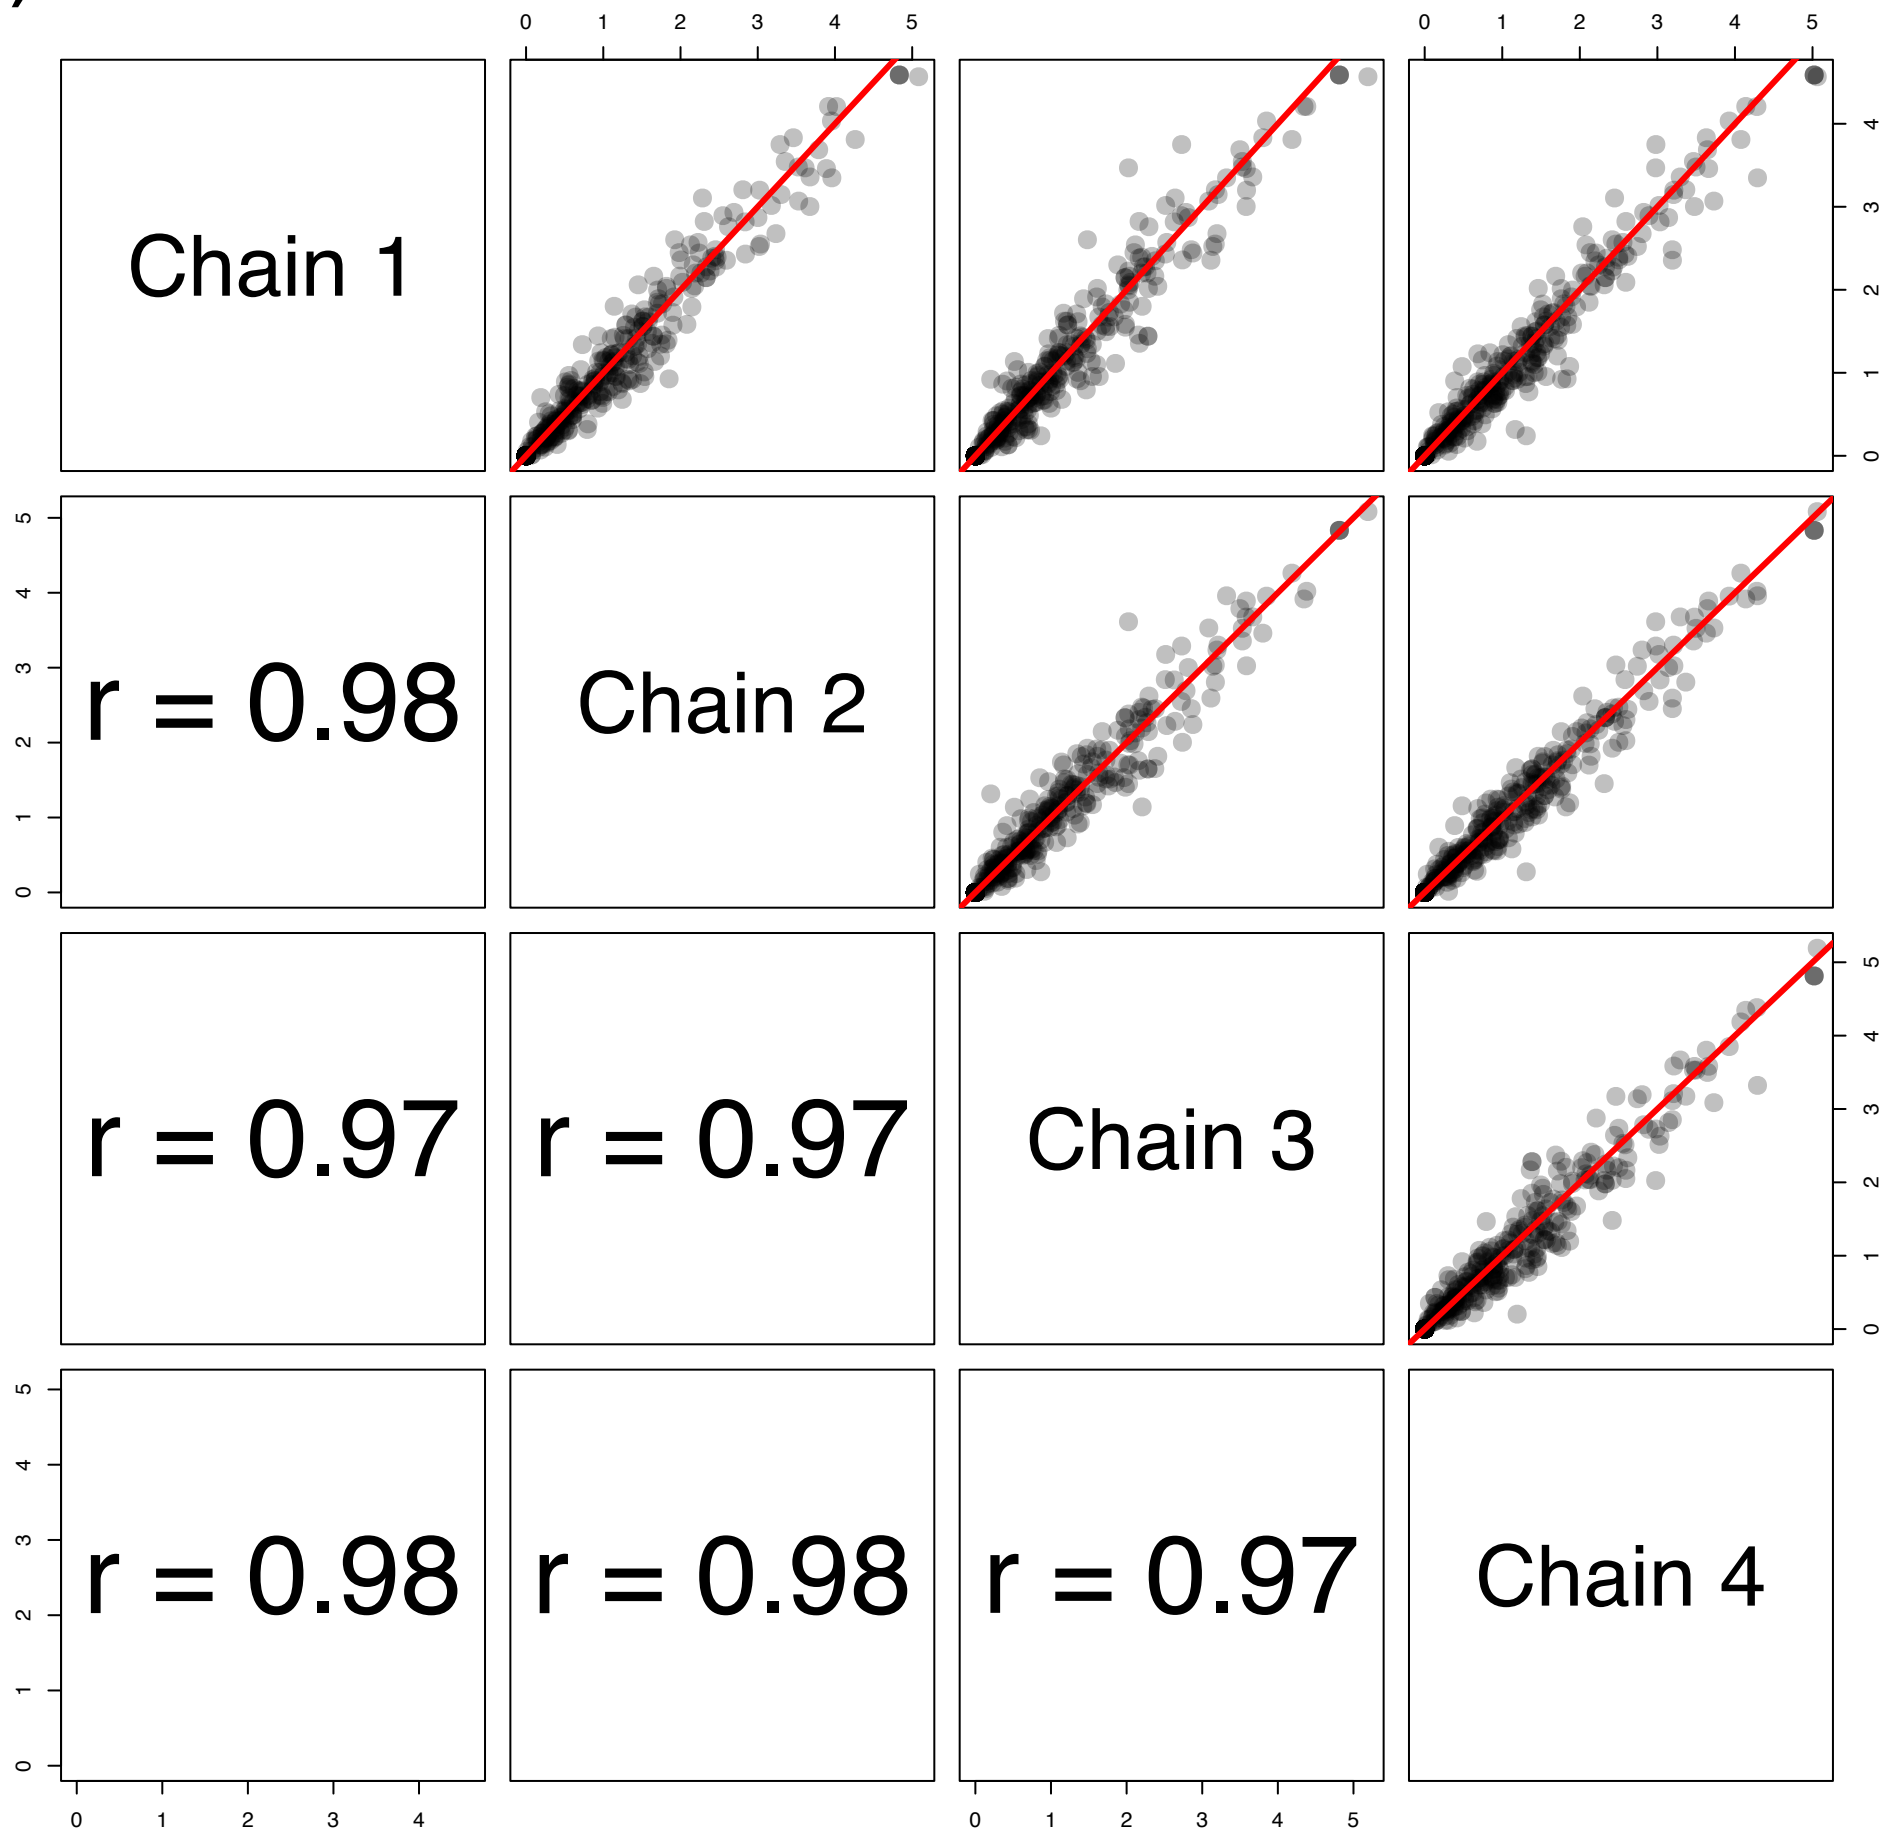 )
0 1 2 3 4 5
0 1 2 3 4 5
Chain 1
0 1 2 3 4
0 1 2 3 4 5
r = 0.98
Chain 2
r = 0.97
r = 0.97
Chain 3
0 1 2 3 4 5
0 1 2 3 4 5
r = 0.98
r = 0.98
r = 0.97
Chain 4
0 1 2 3 4
0 1 2 3 4 5